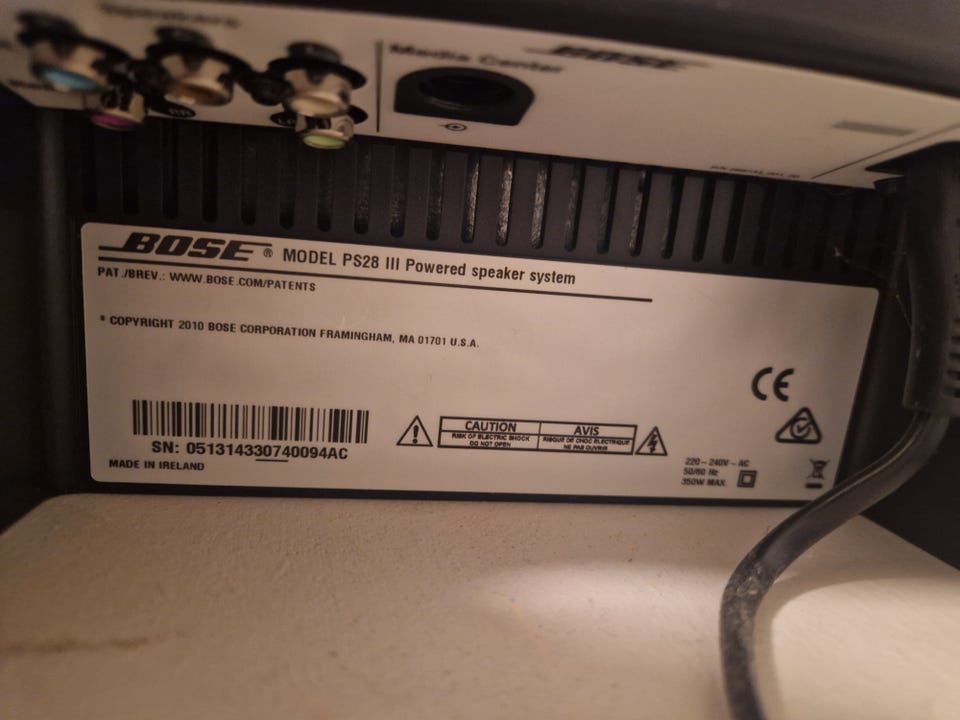 Media Center
BOSE
BOSE ® MODEL PS28 III Powered speaker system
PAT./BREV.: WWW.BOSE.COM/PATENTS
COPYRIGHT 2010 BOSE CORPORATION FRAMINGHAM, MA 01701 U.S.A.
SN: 051314330740094AC
MADE IN IRELAND
CAUTION
RISK OF ELECTRIC SHOCK
DO NOT OPEN
AVIS
RISQUE DE CHOC ELECTRIQUE
NE PAS OUVRIR
CE
220-240V ~ AC
50/60 Hz
350W MAX